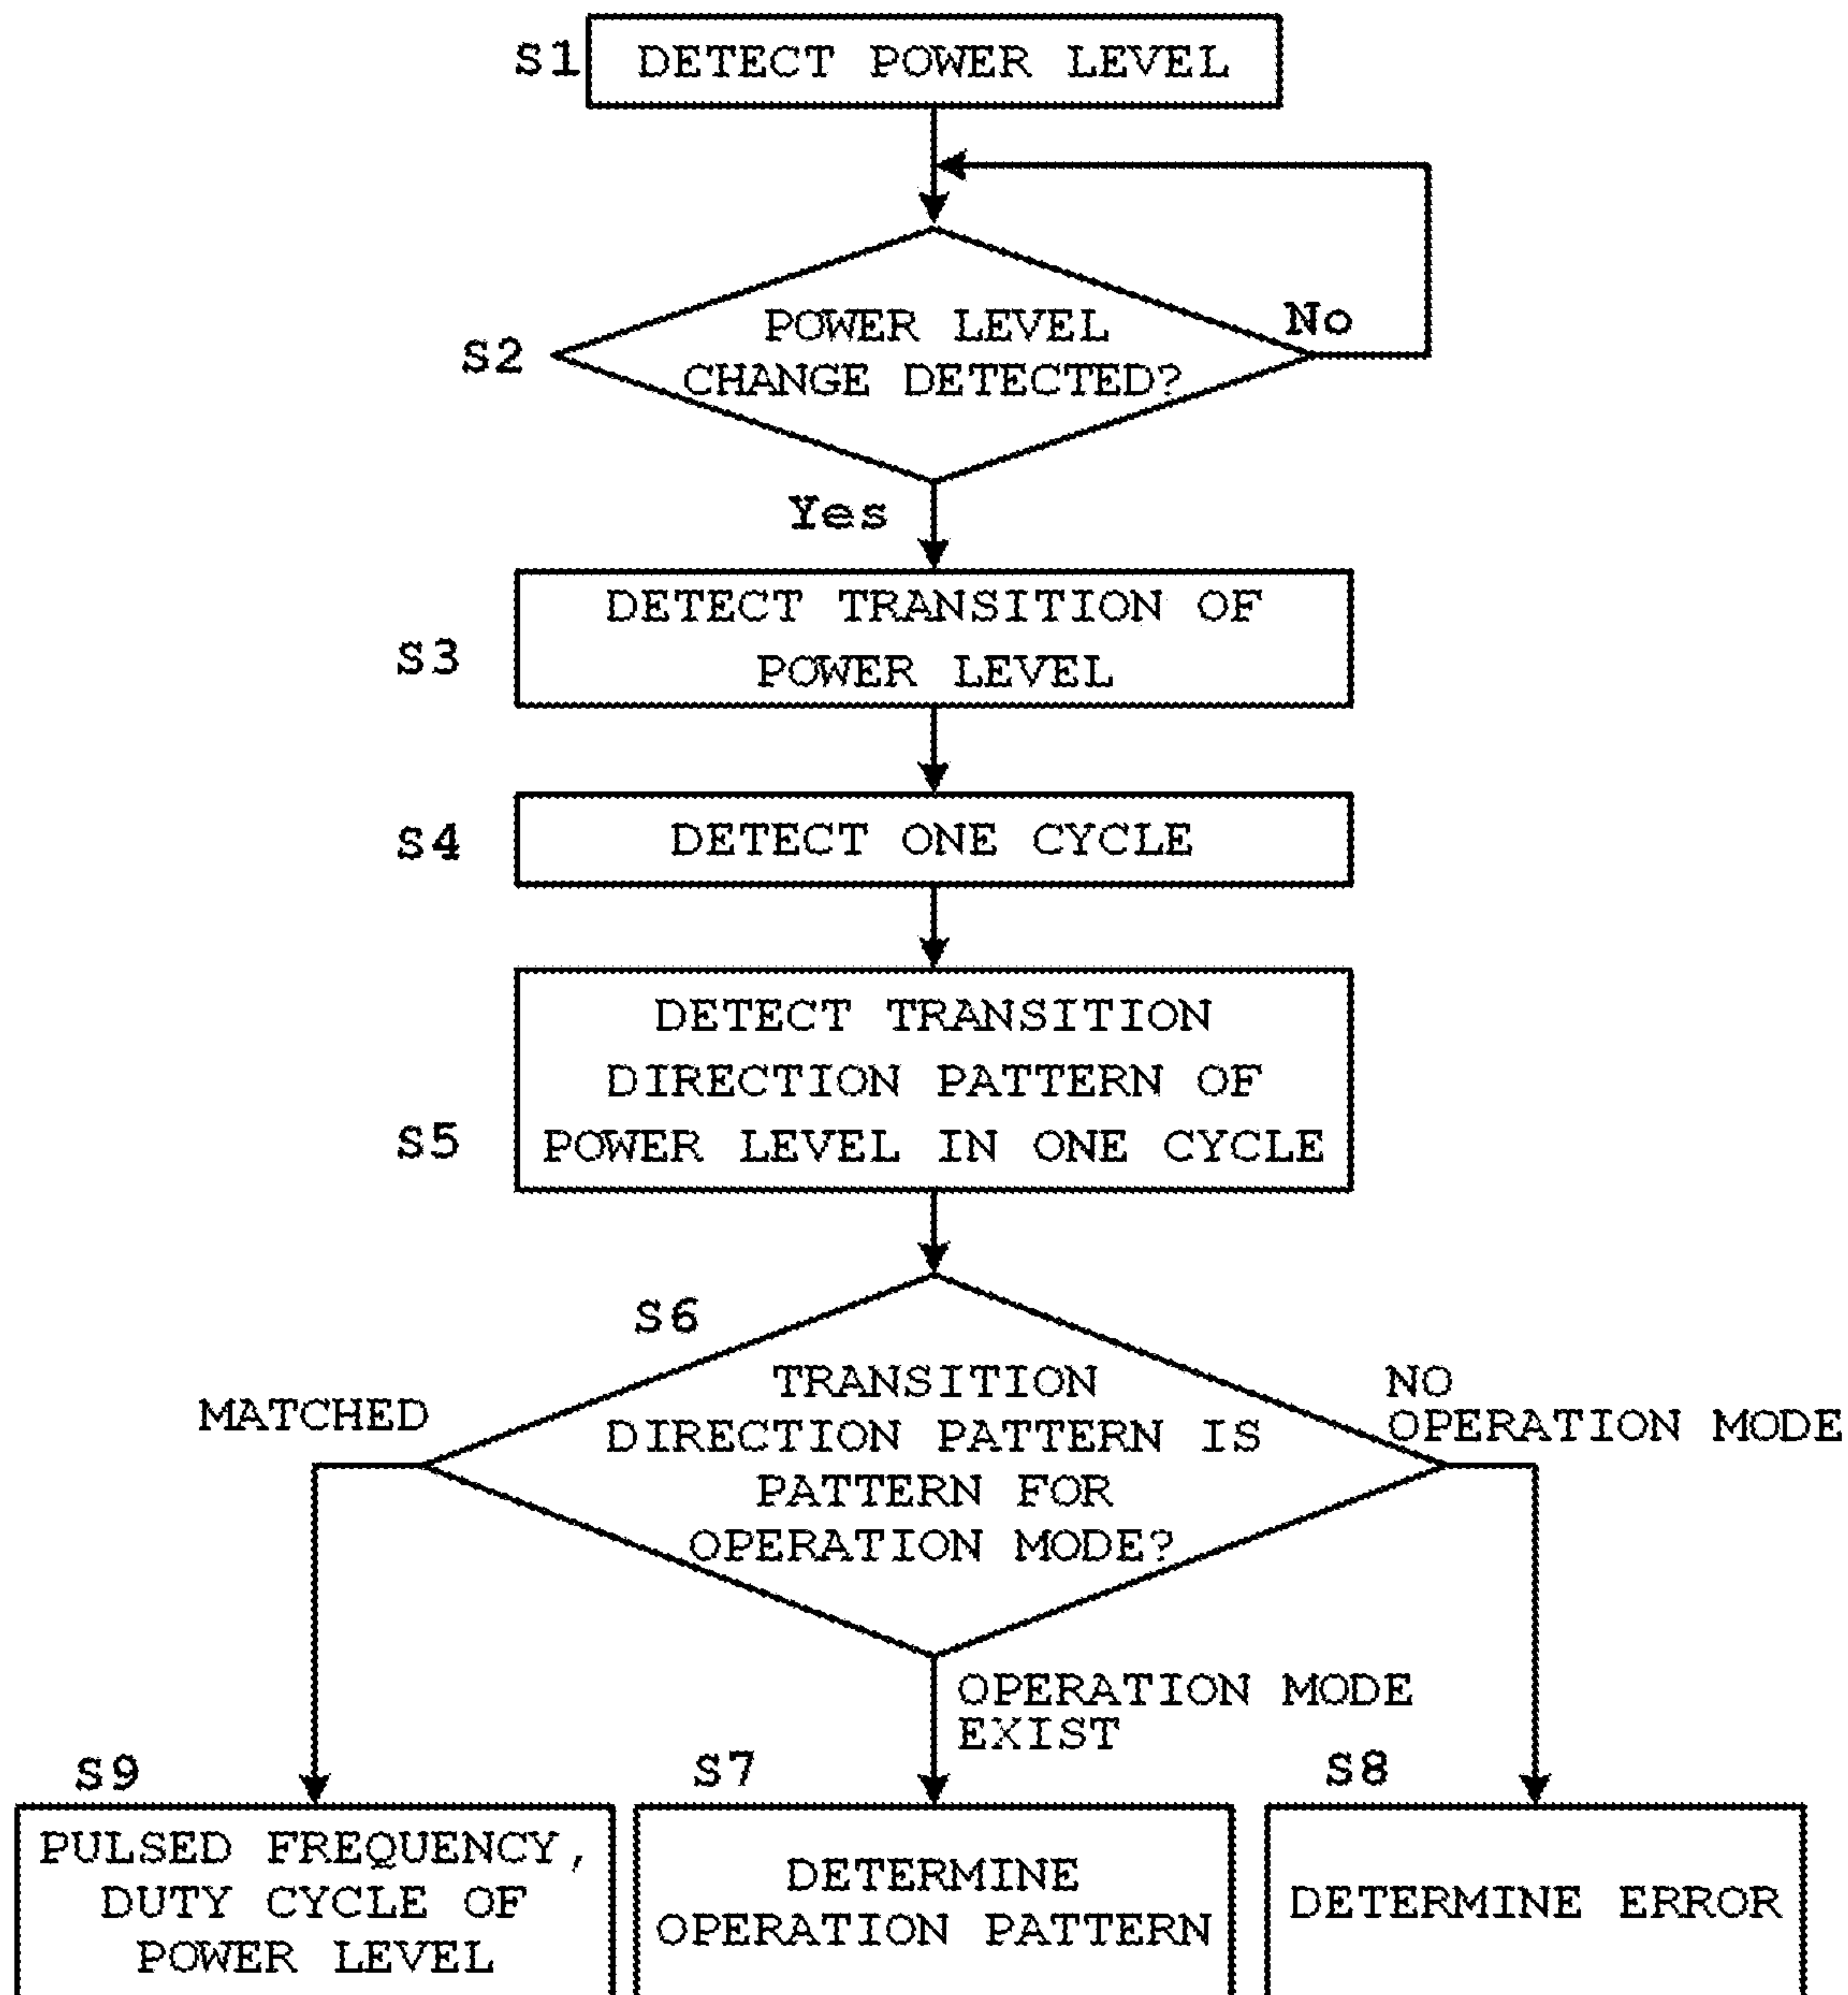 S1
DETECT POWER LEVEL
S2
POWER LEVEL
CHANGE DETECTED?
No
Yes
S3
DETECT TRANSITION OF
POWER LEVEL
S4
DETECT ONE CYCLE
S5
DETECT TRANSITION
DIRECTION PATTERN OF
POWER LEVEL IN ONE CYCLE
S6
TRANSITION
DIRECTION PATTERN IS
PATTERN FOR
OPERATION MODE?
MATCHED
NO
OPERATION MODE
OPERATION MODE
EXIST
S9
PULSED FREQUENCY,
DUTY CYCLE OF
POWER LEVEL
S7
DETERMINE
OPERATION PATTERN
S8
DETERMINE ERROR